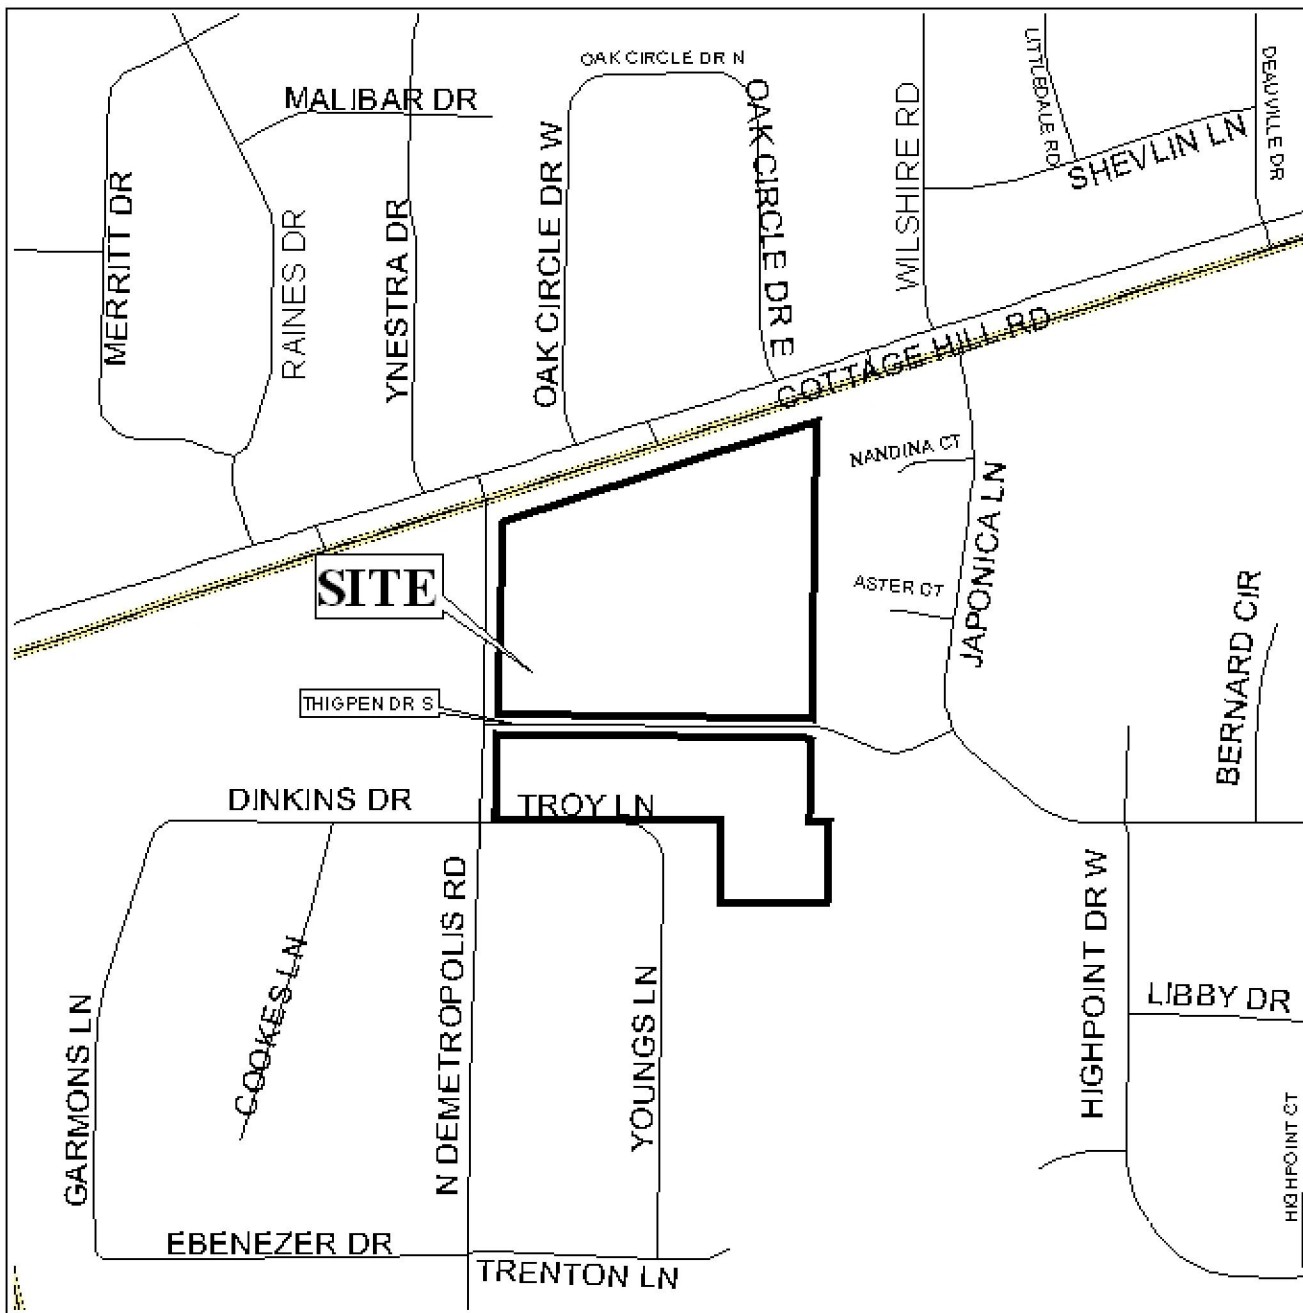 OAK CIRCLE DR N
MALIBAR DR
MERRITT DR
RAINES DR
YNESTRA DR
OAK CIRCLE DR W
OAK CIRCLE DR E
WILSHIRE RD
LITTLEDALE RD
SHEVLIN LN
DEAUVILLE DR
COTTAGE HILL RD
NANDINA CT
JAPONICA LN
ASTER CT
SITE
THIGPEN DR S
BERNARD CIR
DINKINS DR
TROY LN
N DEMETROPOLIS RD
HIGHPOINT DR W
COOKES LN
GARMONS LN
YOUNGS LN
LIBBY DR
HIGHPOINT CT
EBENEZER DR
TRENTON LN